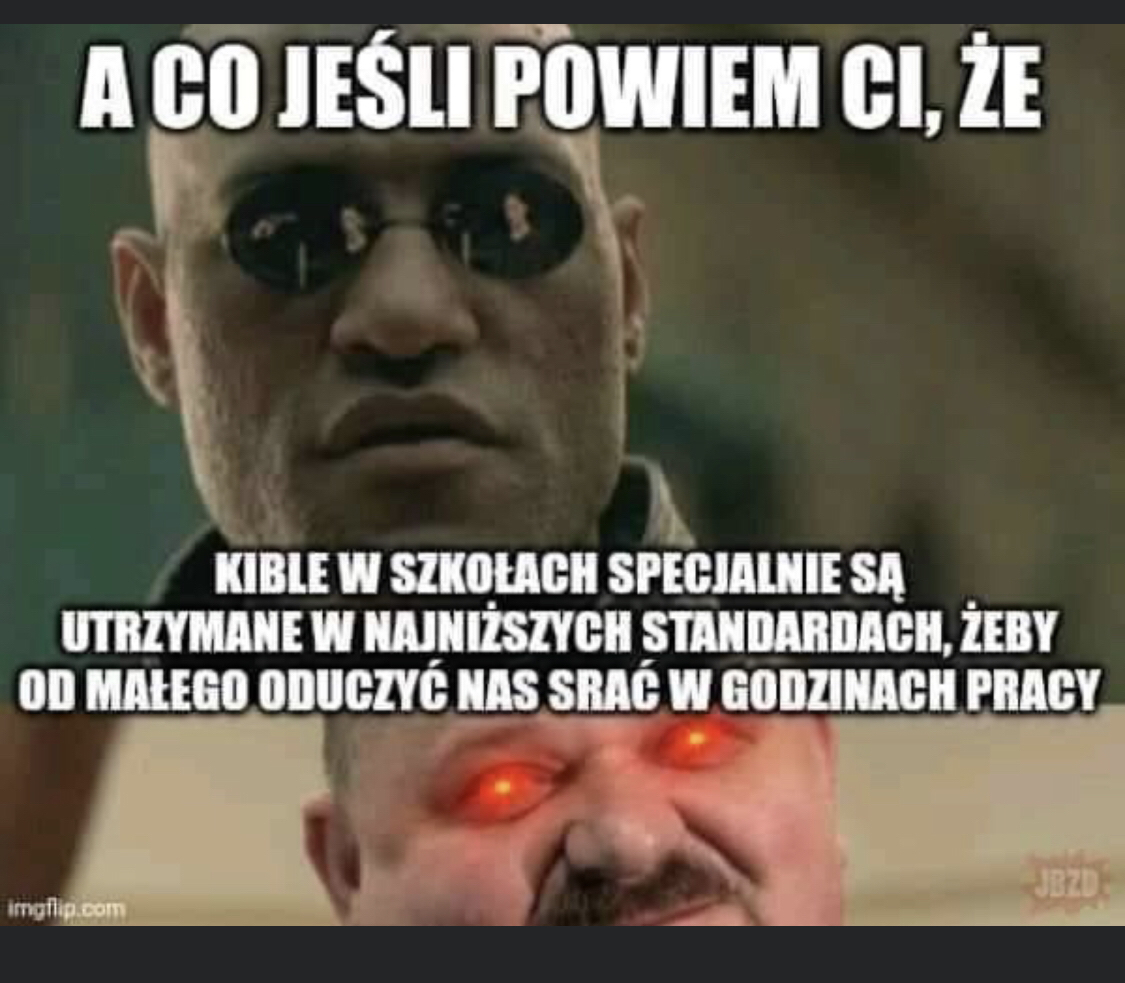 A CO JEŚLI POWIEM CI, ŻE
KIBLE W SZKOŁACH SPECJALNIE SĄ
UTRZYMANE W NAJNIŻSZYCH STANDARDACH, ŻEBY
OD MAŁEGO ODUCZYĆ NAS SRAĆ W GODZINACH PRACY
imgflip.com
JBZD